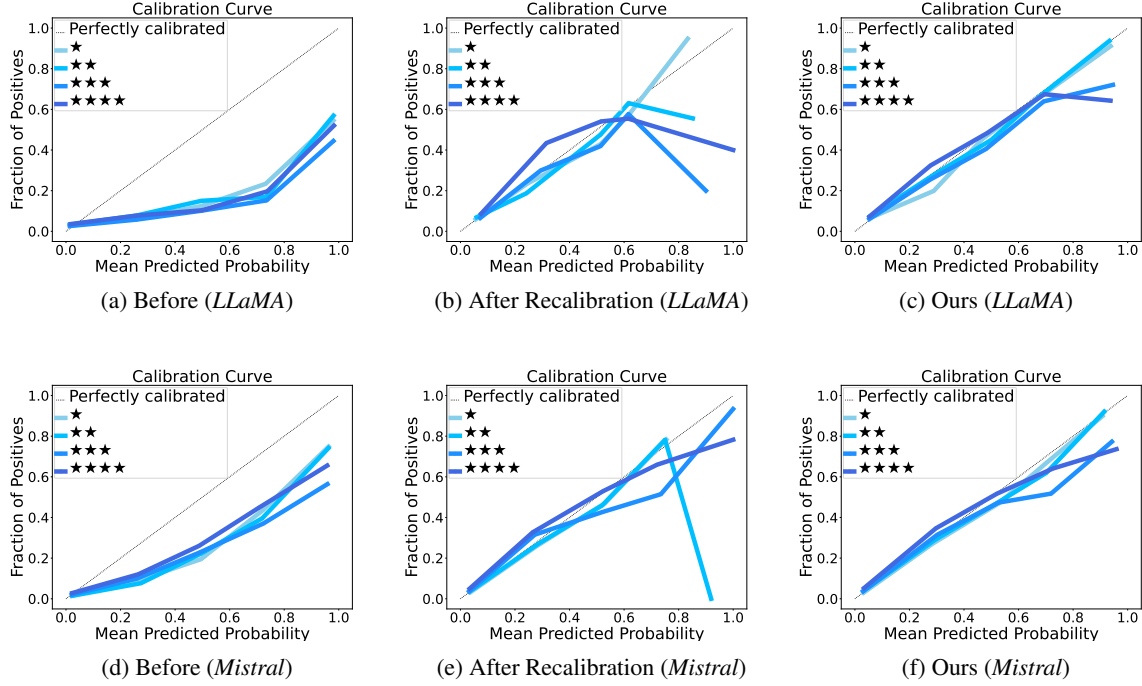 Calibration Curve
Perfectly calibrated
★
★★
★★★
★★★★
Fraction of Positives
1.0
0.8
0.6
0.4
0.2
0.0
0.0 0.2 0.4 0.6 0.8 1.0
Mean Predicted Probability
(a) Before (LLaMA)
Calibration Curve
Perfectly calibrated
★
★★
★★★
★★★★
Fraction of Positives
1.0
0.8
0.6
0.4
0.2
0.0
0.0 0.2 0.4 0.6 0.8 1.0
Mean Predicted Probability
(b) After Recalibration (LLaMA)
Calibration Curve
Perfectly calibrated
★
★★
★★★
★★★★
Fraction of Positives
1.0
0.8
0.6
0.4
0.2
0.0
0.0 0.2 0.4 0.6 0.8 1.0
Mean Predicted Probability
(c) Ours (LLaMA)
Calibration Curve
Perfectly calibrated
★
★★
★★★
★★★★
Fraction of Positives
1.0
0.8
0.6
0.4
0.2
0.0
0.0 0.2 0.4 0.6 0.8 1.0
Mean Predicted Probability
(d) Before (Mistral)
Calibration Curve
Perfectly calibrated
★
★★
★★★
★★★★
Fraction of Positives
1.0
0.8
0.6
0.4
0.2
0.0
0.0 0.2 0.4 0.6 0.8 1.0
Mean Predicted Probability
(e) After Recalibration (Mistral)
Calibration Curve
Perfectly calibrated
★
★★
★★★
★★★★
Fraction of Positives
1.0
0.8
0.6
0.4
0.2
0.0
0.0 0.2 0.4 0.6 0.8 1.0
Mean Predicted Probability
(f) Ours (Mistral)